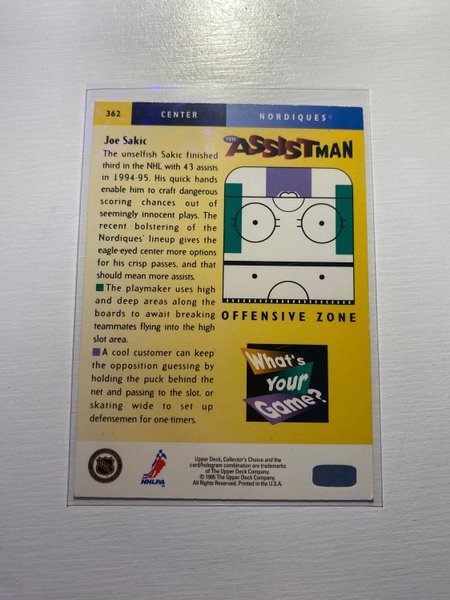 362 CENTER NORDIQUES
Joe Sakic
The unselfish Sakic finished
third in the NHL with 43 assists
in 1994-95. His quick hands
enable him to craft dangerous
scoring chances out of
seemingly innocent plays. The
recent bolstering of the
Nordiques' lineup gives the
eagle-eyed center more options
for his crisp passes, and that
should mean more assists.
The playmaker uses high
and deep areas along the
boards to await breaking
teammates flying into the high
slot area.
A cool customer can keep
the opposition guessing by
holding the puck behind the
net and passing to the slot, or
skating wide to set up
defensemen for one-timers.
THE ASSISTMAN
OFFENSIVE ZONE
What's
Your
Game?
NHLPA
Upper Deck, Collector's Choice and the
card/hologram combination are trademarks
of The Upper Deck Company.
© 1995 The Upper Deck Company.
All Rights Reserved. Printed in the U.S.A.